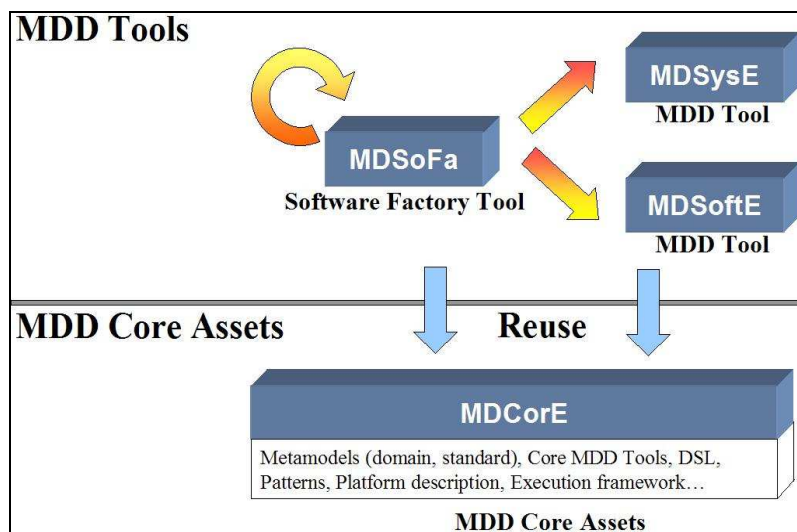 MDD Tools
MDSysE
MDD Tool
MDSoFa
Software Factory Tool
MDSoftE
MDD Tool
MDD Core Assets
Reuse
MDCorE
Metamodels (domain, standard), Core MDD Tools, DSL,
Patterns, Platform description, Execution framework…
MDD Core Assets